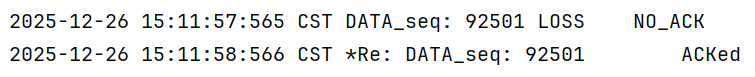 2025-12-26 15:11:57:565 CST DATA_seq: 92501 LOSS    NO_ACK
2025-12-26 15:11:58:566 CST *Re: DATA_seq: 92501        ACKed